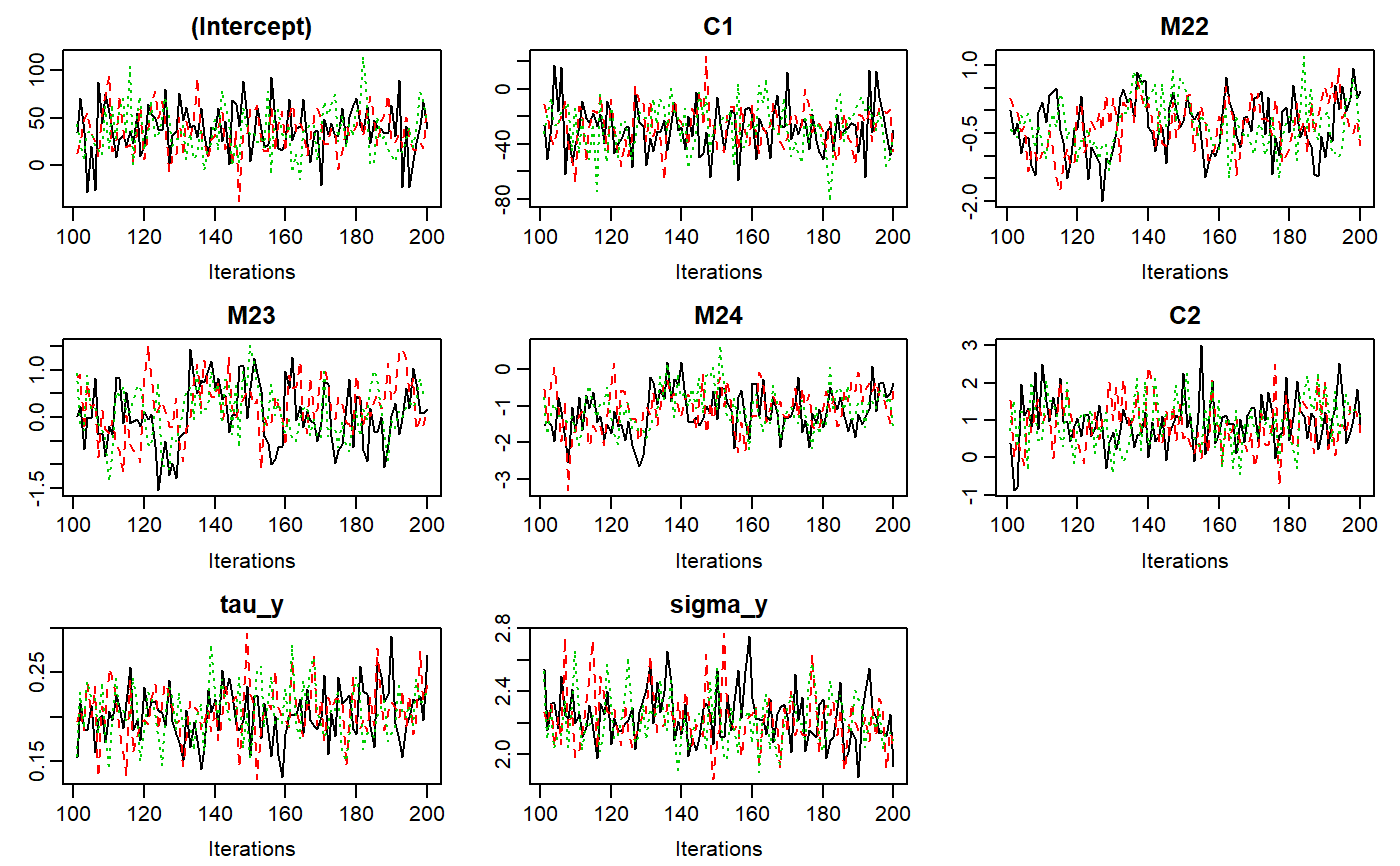 (Intercept)
100
50
0
100 120 140 160 180 200
Iterations
C1
0
-40
-80
100 120 140 160 180 200
Iterations
M22
1.0
-0.5
-2.0
100 120 140 160 180 200
Iterations
M23
1.0
0.0
-1.5
100 120 140 160 180 200
Iterations
M24
0
-1
-2
-3
100 120 140 160 180 200
Iterations
C2
3
2
1
0
-1
100 120 140 160 180 200
Iterations
tau_y
0.25
0.15
100 120 140 160 180 200
Iterations
sigma_y
2.8
2.4
2.0
100 120 140 160 180 200
Iterations